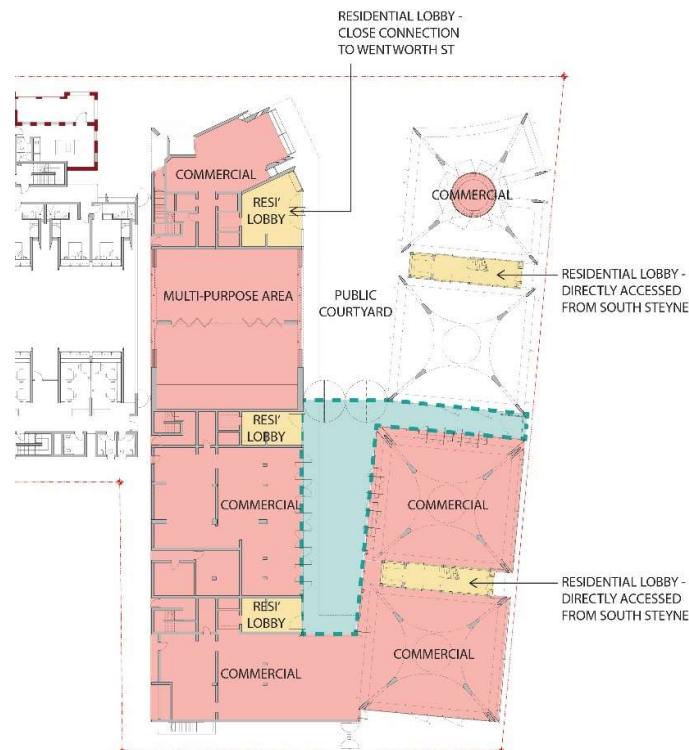 RESIDENTIAL LOBBY -
CLOSE CONNECTION
TO WENTWORTH ST
COMMERCIAL
RESI'
LOBBY
COMMERCIAL
RESIDENTIAL LOBBY -
DIRECTLY ACCESSED
FROM SOUTH STEYNE
MULTI-PURPOSE AREA
PUBLIC
COURTYARD
RESI'
LOBBY
COMMERCIAL
COMMERCIAL
RESIDENTIAL LOBBY -
DIRECTLY ACCESSED
FROM SOUTH STEYNE
RESI'
LOBBY
COMMERCIAL
COMMERCIAL